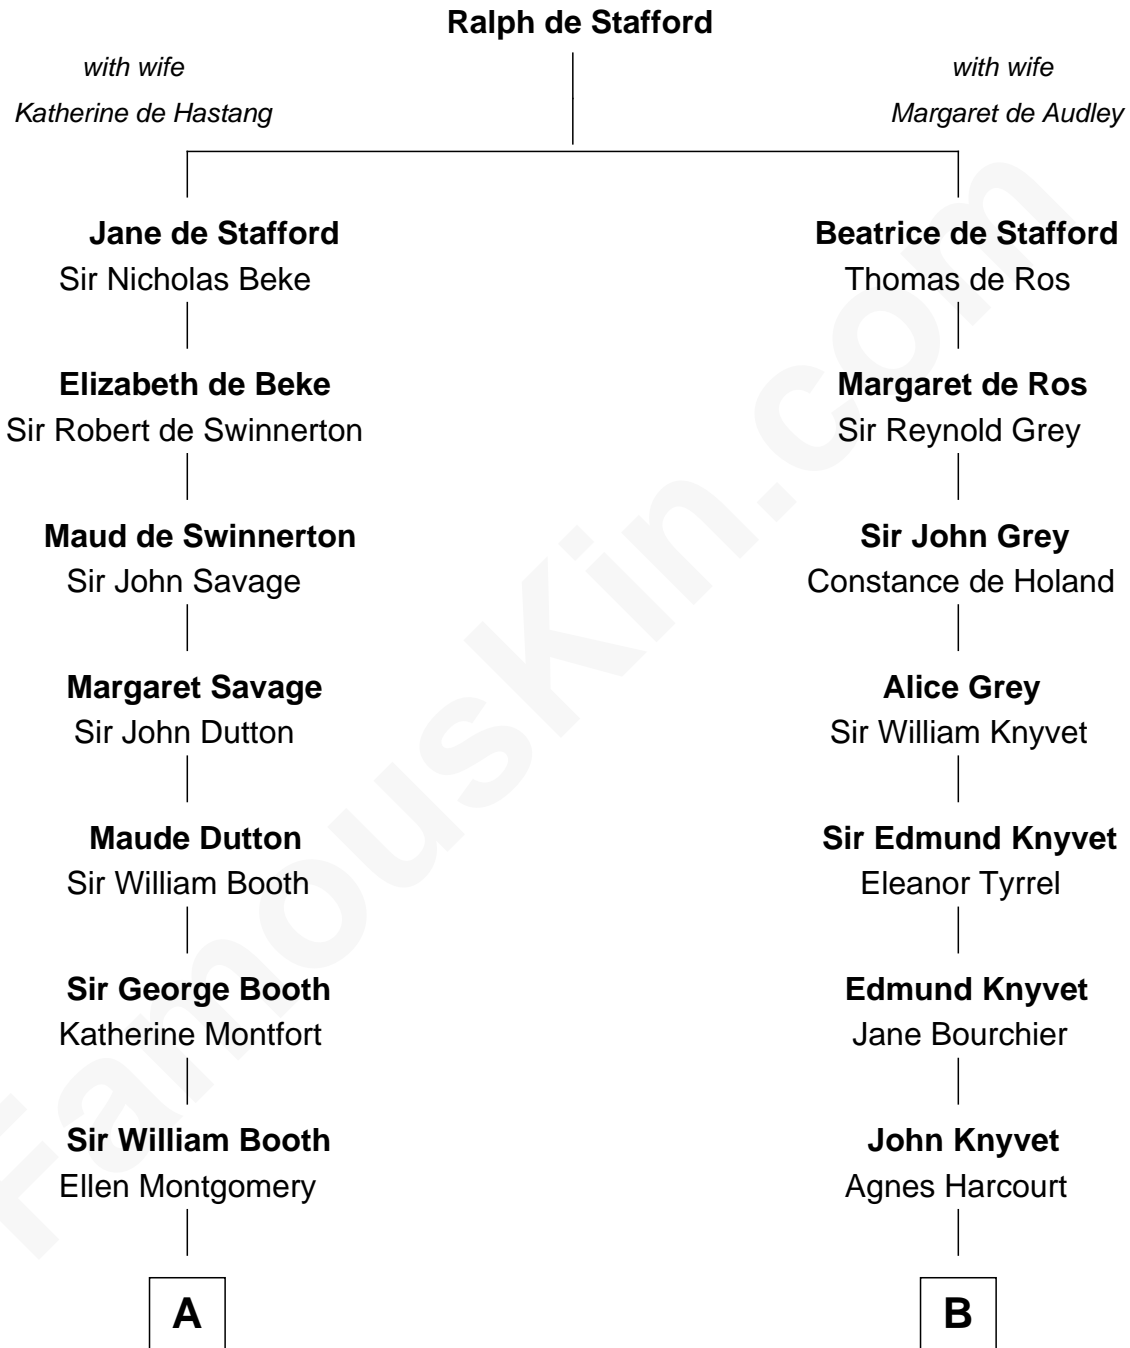 Ralph de Stafford
with wife
Katherine de Hastang
with wife
Margaret de Audley
Jane de Stafford
Sir Nicholas Beke
Beatrice de Stafford
Thomas de Ros
Elizabeth de Beke
Sir Robert de Swinnerton
Margaret de Ros
Sir Reynold Grey
Maud de Swinnerton
Sir John Savage
Sir John Grey
Constance de Holand
Margaret Savage
Sir John Dutton
Alice Grey
Sir William Knyvet
Maude Dutton
Sir William Booth
Sir Edmund Knyvet
Eleanor Tyrrel
Sir George Booth
Katherine Montfort
Edmund Knyvet
Jane Bourchier
Sir William Booth
Ellen Montgomery
John Knyvet
Agnes Harcourt
A
B
FamousKin.com